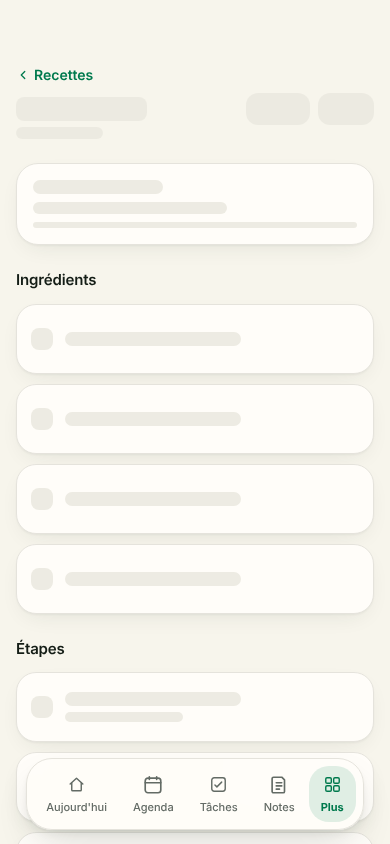 Recettes
Ingrédients
Étapes
Aujourd'hui
Agenda
Tâches
Notes
Plus